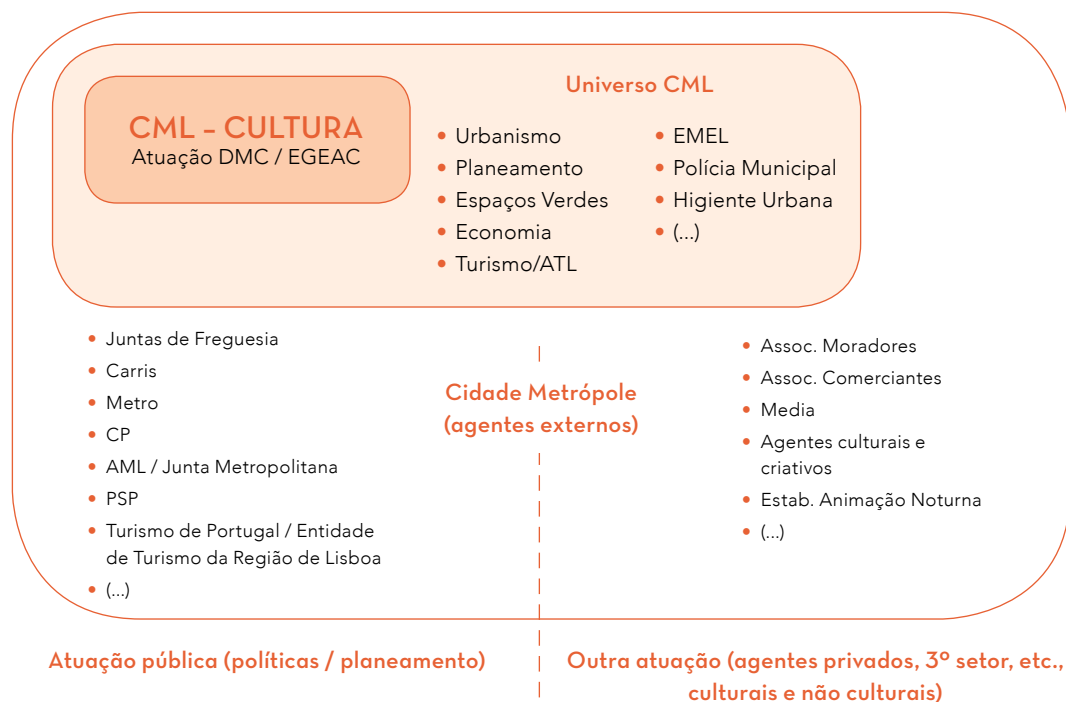 Universo CML
CML – CULTURA
Atuação DMC / EGEAC
• Urbanismo
• Planeamento
• Espaços Verdes
• Economia
• Turismo/ATL
• EMEL
• Polícia Municipal
• Higiente Urbana
• (...)
• Juntas de Freguesia
• Carris
• Metro
• CP
• AML / Junta Metropolitana
• PSP
• Turismo de Portugal / Entidade
de Turismo da Região de Lisboa
• (...)
Cidade Metrópole
(agentes externos)
• Assoc. Moradores
• Assoc. Comerciantes
• Media
• Agentes culturais e
criativos
• Estab. Animação Noturna
• (...)
Atuação pública (políticas / planeamento)
Outra atuação (agentes privados, 3º setor, etc.,
culturais e não culturais)